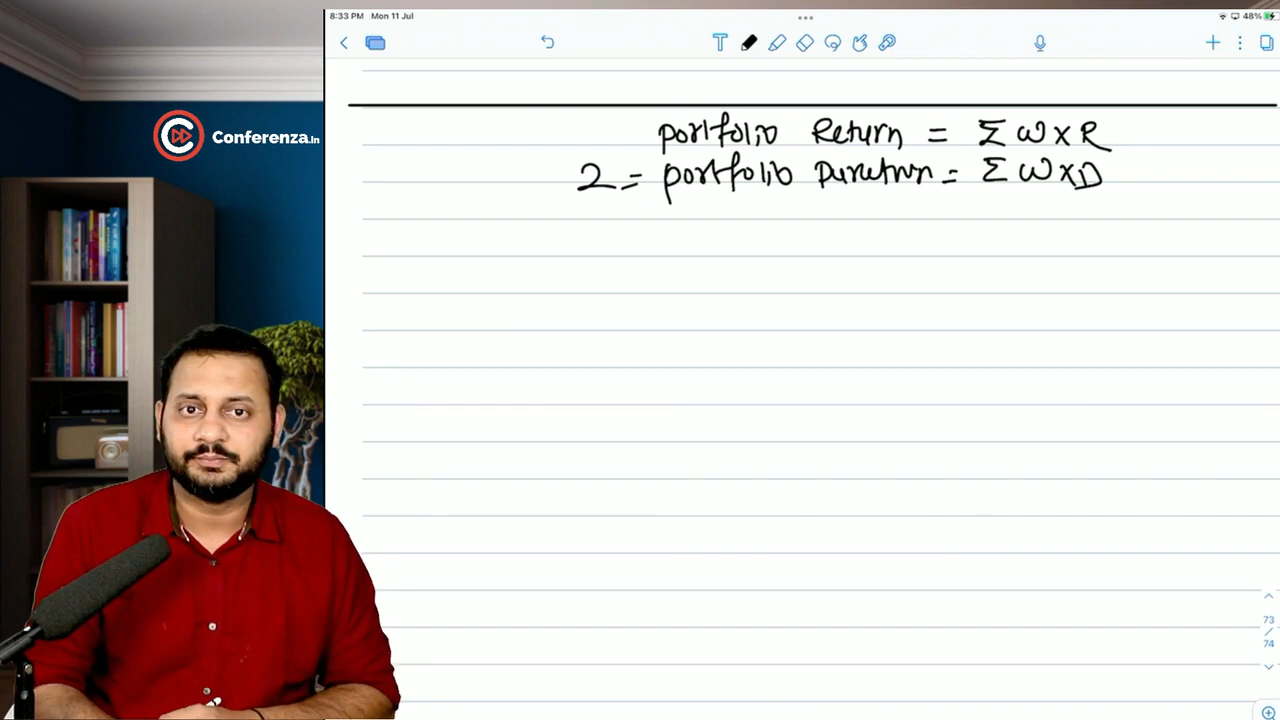 8:33 PM Mon 11 Jul
48%
Conferenza.in
portfolio Return = Σ W x R
2 = portfolio Duration = Σ W x D
73
/
74